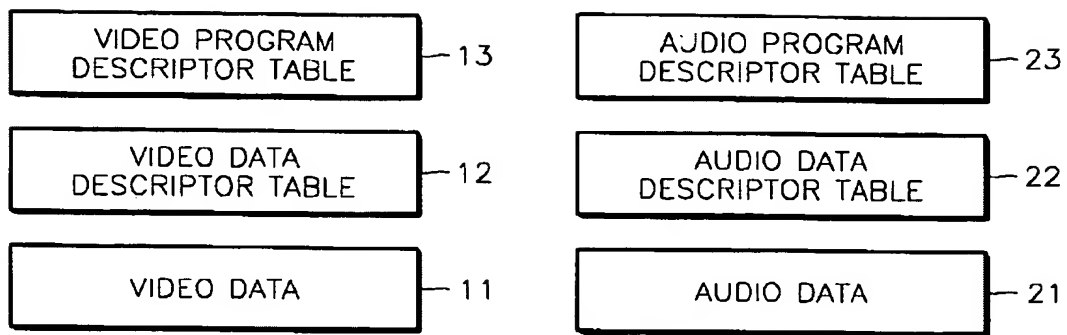 VIDEO PROGRAM
DESCRIPTOR TABLE
13
AUDIO PROGRAM
DESCRIPTOR TABLE
23
VIDEO DATA
DESCRIPTOR TABLE
12
AUDIO DATA
DESCRIPTOR TABLE
22
VIDEO DATA
11
AUDIO DATA
21